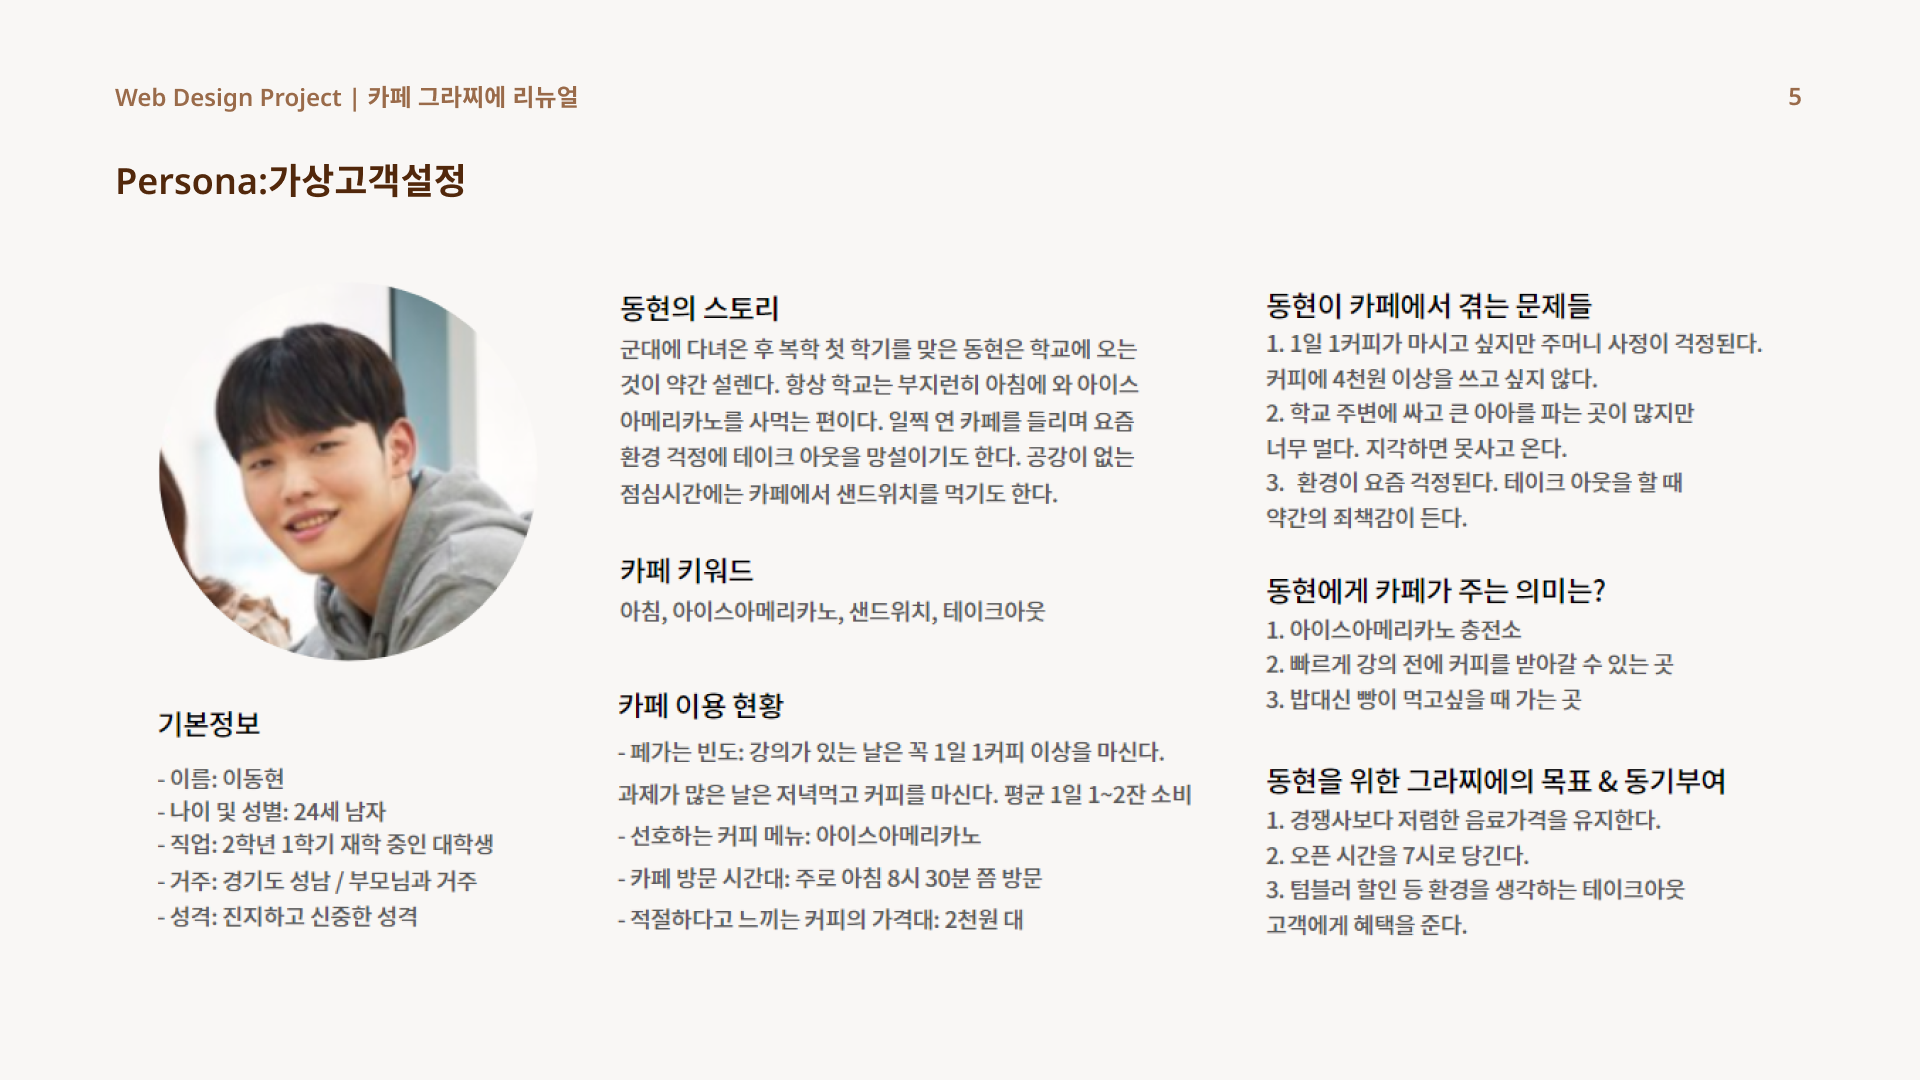 Web Design Project | 카페 그라찌에 리뉴얼
5
Persona:가상고객설정
기본정보
- 이름: 이동현
- 나이 및 성별: 24세 남자
- 직업: 2학년 1학기 재학 중인 대학생
- 거주: 경기도 성남 / 부모님과 거주
- 성격: 진지하고 신중한 성격
동현의 스토리
군대에 다녀온 후 복학 첫 학기를 맞은 동현은 학교에 오는
것이 약간 설렌다. 항상 학교는 부지런히 아침에 와 아이스
아메리카노를 사먹는 편이다. 일찍 연 카페를 들리며 요즘
환경 걱정에 테이크 아웃을 망설이기도 한다. 공강이 없는
점심시간에는 카페에서 샌드위치를 먹기도 한다.
카페 키워드
아침, 아이스아메리카노, 샌드위치, 테이크아웃
카페 이용 현황
- 페가는 빈도: 강의가 있는 날은 꼭 1일 1커피 이상을 마신다.
과제가 많은 날은 저녁먹고 커피를 마신다. 평균 1일 1~2잔 소비
- 선호하는 커피 메뉴: 아이스아메리카노
- 카페 방문 시간대: 주로 아침 8시 30분 쯤 방문
- 적절하다고 느끼는 커피의 가격대: 2천원 대
동현이 카페에서 겪는 문제들
1. 1일 1커피가 마시고 싶지만 주머니 사정이 걱정된다.
커피에 4천원 이상을 쓰고 싶지 않다.
2. 학교 주변에 싸고 큰 아아를 파는 곳이 많지만
너무 멀다. 지각하면 못사고 온다.
3. 환경이 요즘 걱정된다. 테이크 아웃을 할 때
약간의 죄책감이 든다.
동현에게 카페가 주는 의미는?
1. 아이스아메리카노 충전소
2. 빠르게 강의 전에 커피를 받아갈 수 있는 곳
3. 밥대신 빵이 먹고싶을 때 가는 곳
동현을 위한 그라찌에의 목표 & 동기부여
1. 경쟁사보다 저렴한 음료가격을 유지한다.
2. 오픈 시간을 7시로 당긴다.
3. 텀블러 할인 등 환경을 생각하는 테이크아웃
고객에게 혜택을 준다.